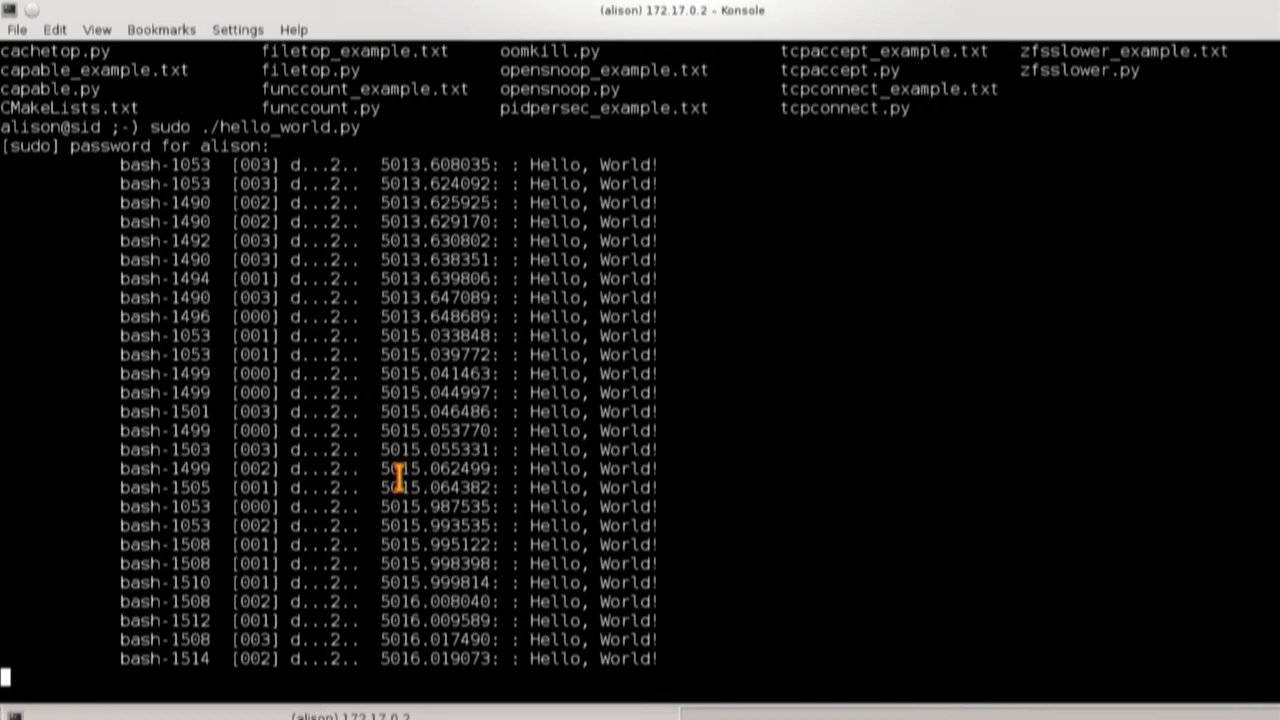 (alison) 172.17.0.2 - Konsole
File Edit View Bookmarks Settings Help
cachetop.py filetop_example.txt oomkill.py tcpaccept_example.txt zfsslower_example.txt
capable_example.txt filetop.py opensnoop_example.txt tcpaccept.py zfsslower.py
capable.py funccount_example.txt opensnoop.py tcpconnect_example.txt
CMakeLists.txt funccount.py pidpersec_example.txt tcpconnect.py
alison@sid ;-) sudo ./hello_world.py
[sudo] password for alison:
bash-1053 [003] d...2.. 5013.608035: : Hello, World!
bash-1053 [003] d...2.. 5013.624092: : Hello, World!
bash-1490 [002] d...2.. 5013.625925: : Hello, World!
bash-1490 [002] d...2.. 5013.629170: : Hello, World!
bash-1492 [003] d...2.. 5013.630802: : Hello, World!
bash-1490 [003] d...2.. 5013.638351: : Hello, World!
bash-1494 [001] d...2.. 5013.639806: : Hello, World!
bash-1490 [003] d...2.. 5013.647089: : Hello, World!
bash-1496 [000] d...2.. 5013.648689: : Hello, World!
bash-1053 [001] d...2.. 5015.033848: : Hello, World!
bash-1053 [001] d...2.. 5015.039772: : Hello, World!
bash-1499 [000] d...2.. 5015.041463: : Hello, World!
bash-1499 [000] d...2.. 5015.044997: : Hello, World!
bash-1501 [003] d...2.. 5015.046486: : Hello, World!
bash-1499 [000] d...2.. 5015.053770: : Hello, World!
bash-1503 [003] d...2.. 5015.055331: : Hello, World!
bash-1499 [002] d...2.. 5015.062499: : Hello, World!
bash-1505 [001] d...2.. 5015.064382: : Hello, World!
bash-1053 [000] d...2.. 5015.987535: : Hello, World!
bash-1053 [002] d...2.. 5015.993535: : Hello, World!
bash-1508 [001] d...2.. 5015.995122: : Hello, World!
bash-1508 [001] d...2.. 5015.998398: : Hello, World!
bash-1510 [001] d...2.. 5015.999814: : Hello, World!
bash-1508 [002] d...2.. 5016.008040: : Hello, World!
bash-1512 [001] d...2.. 5016.009589: : Hello, World!
bash-1508 [003] d...2.. 5016.017490: : Hello, World!
bash-1514 [002] d...2.. 5016.019073: : Hello, World!
(alison) 172.17.0.2